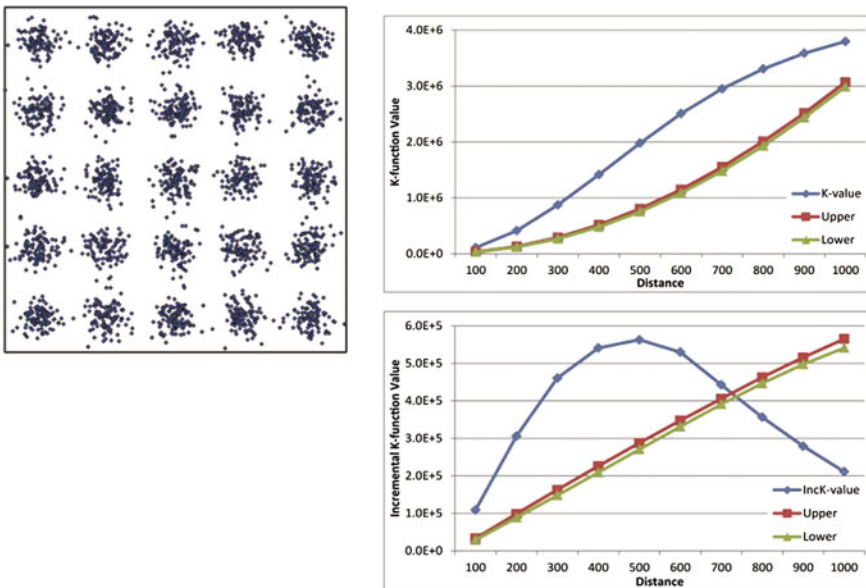 K-function Value
4.0E+6
3.0E+6
2.0E+6
1.0E+6
0.0E+0
100 200 300 400 500 600 700 800 900 1000
Distance
K-value
Upper
Lower
Incremental K-function Value
6.0E+5
5.0E+5
4.0E+5
3.0E+5
2.0E+5
1.0E+5
0.0E+0
100 200 300 400 500 600 700 800 900 1000
Distance
IncK-value
Upper
Lower